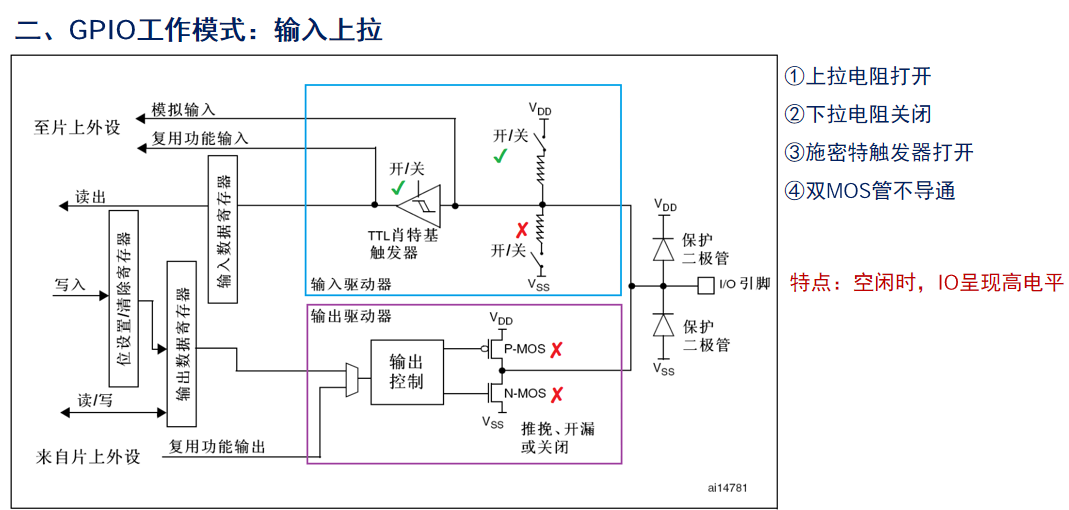 二、GPIO工作模式：输入上拉
至片上外设
模拟输入
复用功能输入
读出
输入数据寄存器
开/关
TTL肖特基
触发器
VDD
开/关
开/关
VSS
输入驱动器
写入
位设置/清除寄存器
输出数据寄存器
读/写
来自片上外设
复用功能输出
输出驱动器
输出
控制
VDD
P-MOS
N-MOS
VSS
推挽、开漏
或关闭
VDD
保护
二极管
I/O 引脚
保护
二极管
VSS
ai14781
①上拉电阻打开
②下拉电阻关闭
③施密特触发器打开
④双MOS管不导通
特点：空闲时，IO呈现高电平